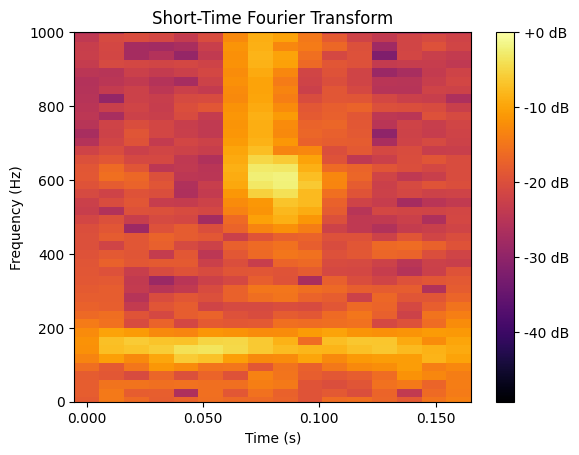 Short-Time Fourier Transform
Frequency (Hz)
1000
800
600
400
200
0
0.000
0.050
0.100
0.150
Time (s)
+0 dB
-10 dB
-20 dB
-30 dB
-40 dB